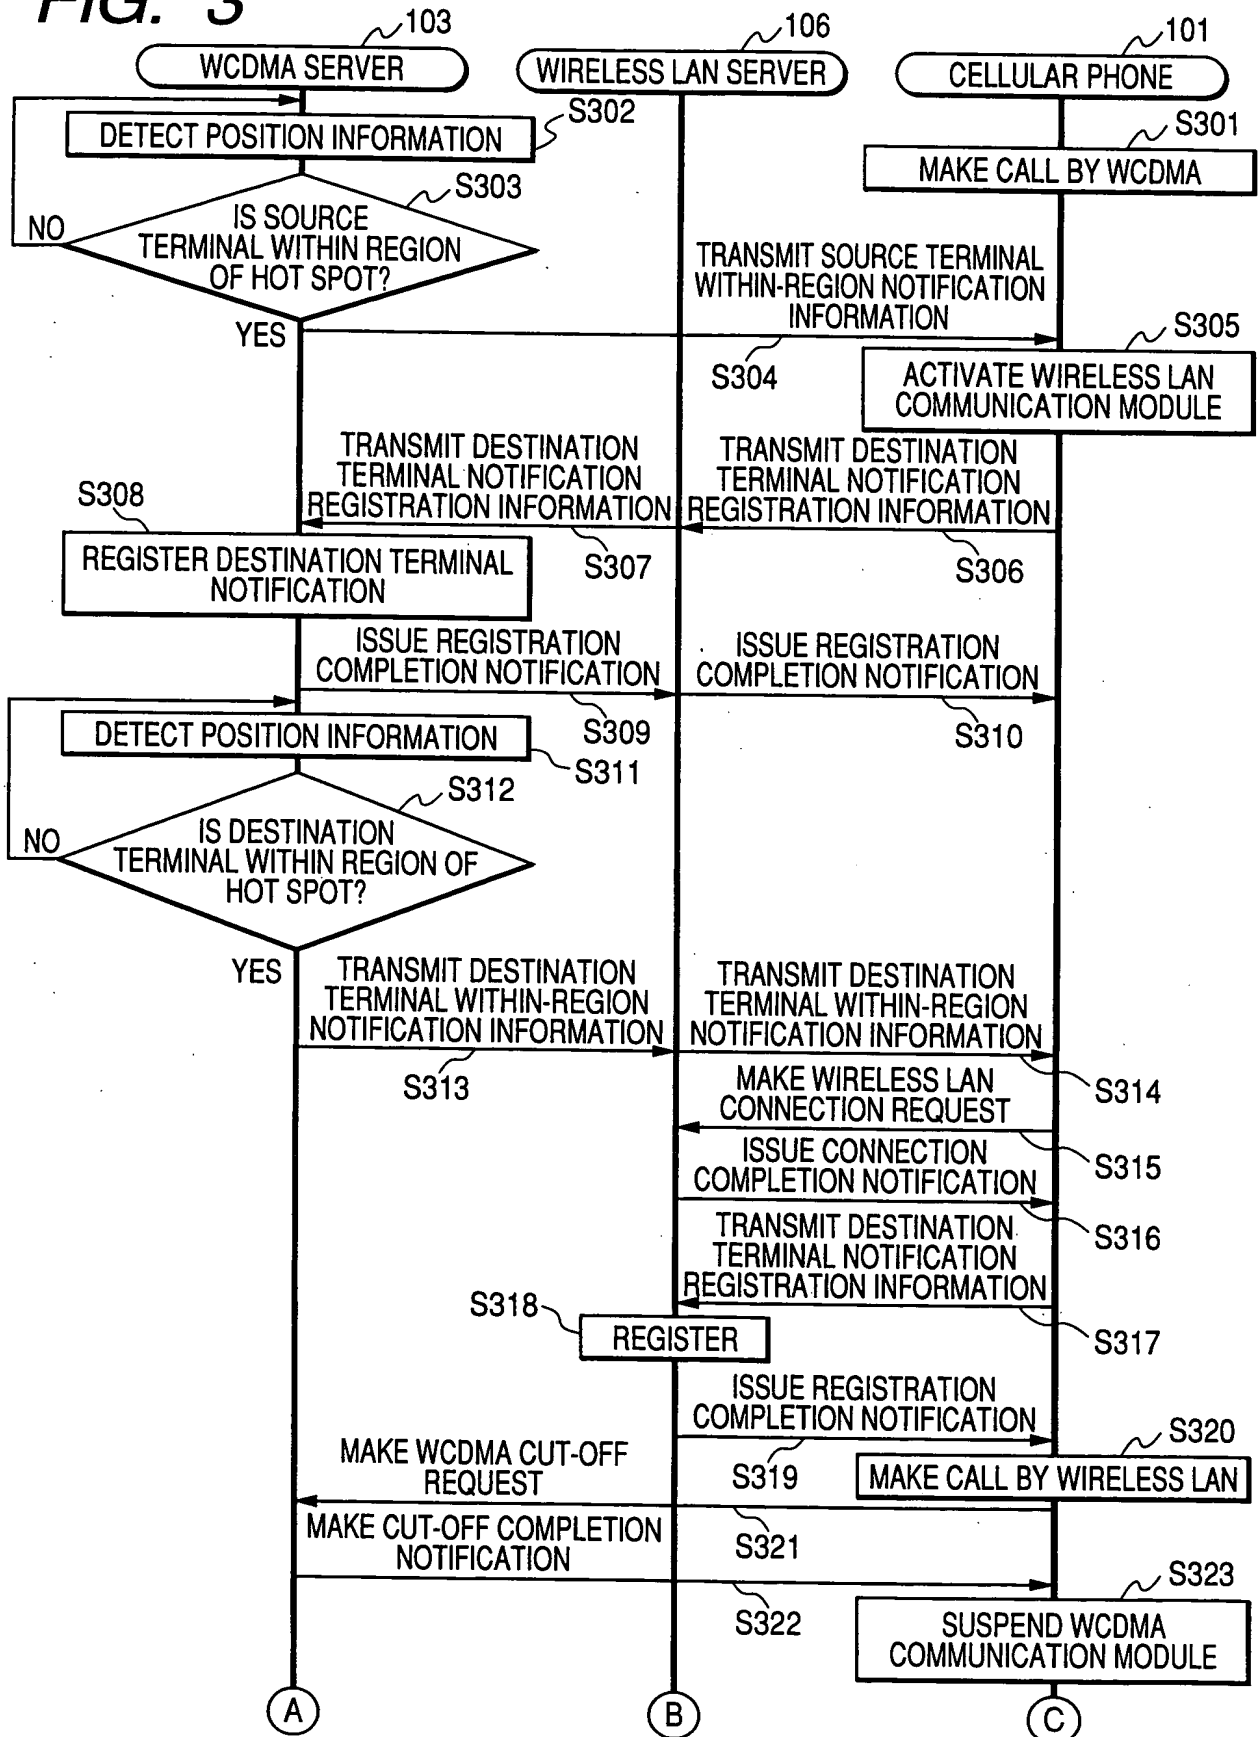 FIG. 3
103
106
101
WCDMA SERVER
WIRELESS LAN SERVER
CELLULAR PHONE
S302
DETECT POSITION INFORMATION
S301
MAKE CALL BY WCDMA
S303
NO
IS SOURCE
TERMINAL WITHIN REGION
OF HOT SPOT?
YES
TRANSMIT SOURCE TERMINAL
WITHIN-REGION NOTIFICATION
INFORMATION
S304
S305
ACTIVATE WIRELESS LAN
COMMUNICATION MODULE
TRANSMIT DESTINATION
TERMINAL NOTIFICATION
REGISTRATION INFORMATION
S307
TRANSMIT DESTINATION
TERMINAL NOTIFICATION
REGISTRATION INFORMATION
S306
S308
REGISTER DESTINATION TERMINAL
NOTIFICATION
ISSUE REGISTRATION
COMPLETION NOTIFICATION
S309
ISSUE REGISTRATION
COMPLETION NOTIFICATION
S310
DETECT POSITION INFORMATION
S311
S312
NO
IS DESTINATION
TERMINAL WITHIN REGION OF
HOT SPOT?
YES
TRANSMIT DESTINATION
TERMINAL WITHIN-REGION
NOTIFICATION INFORMATION
S313
TRANSMIT DESTINATION
TERMINAL WITHIN-REGION
NOTIFICATION INFORMATION
S314
MAKE WIRELESS LAN
CONNECTION REQUEST
S315
ISSUE CONNECTION
COMPLETION NOTIFICATION
S316
TRANSMIT DESTINATION
TERMINAL NOTIFICATION
REGISTRATION INFORMATION
S317
S318
REGISTER
ISSUE REGISTRATION
COMPLETION NOTIFICATION
S319
S320
MAKE CALL BY WIRELESS LAN
MAKE WCDMA CUT-OFF
REQUEST
S321
MAKE CUT-OFF COMPLETION
NOTIFICATION
S322
S323
SUSPEND WCDMA
COMMUNICATION MODULE
A
B
C